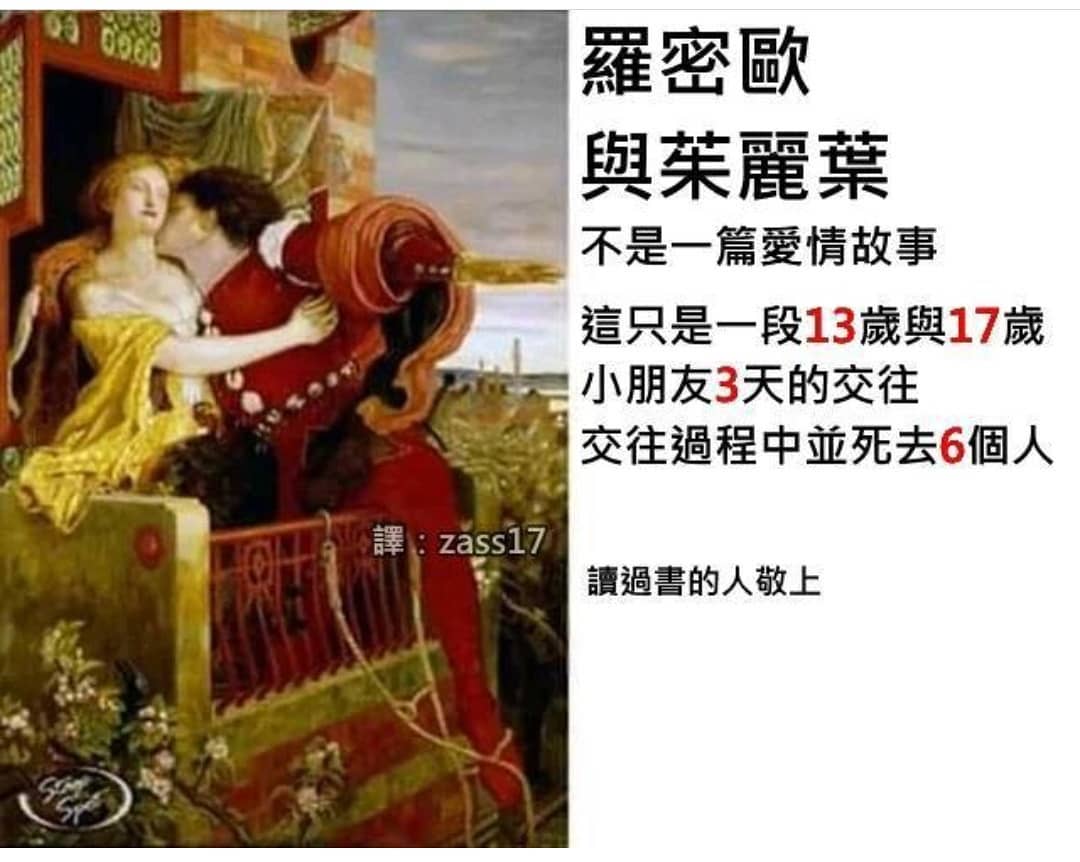 羅密歐
與茱麗葉
不是一篇愛情故事
這只是一段13歲與17歲
小朋友3天的交往
交往過程中並死去6個人
譯：zass17
讀過書的人敬上